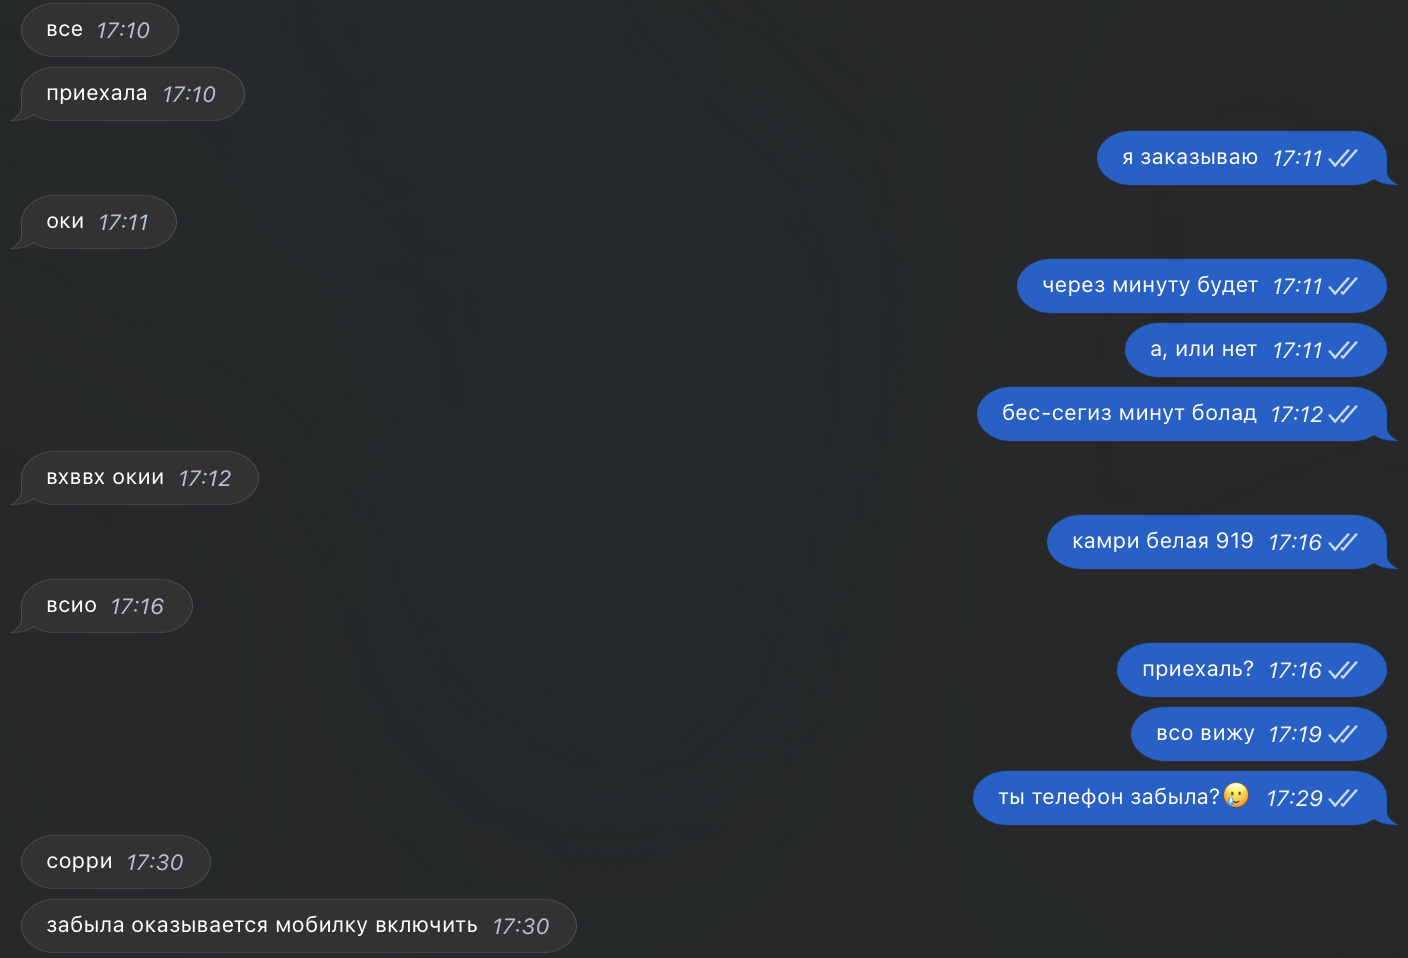 все 17:10
приехала 17:10
я заказываю 17:11
оки 17:11
через минуту будет 17:11
а, или нет 17:11
бес-сегиз минут болад 17:12
вхввх окии 17:12
камри белая 919 17:16
всио 17:16
приехаль? 17:16
всо вижу 17:19
ты телефон забыла?🥲 17:29
сорри 17:30
забыла оказывается мобилку включить 17:30